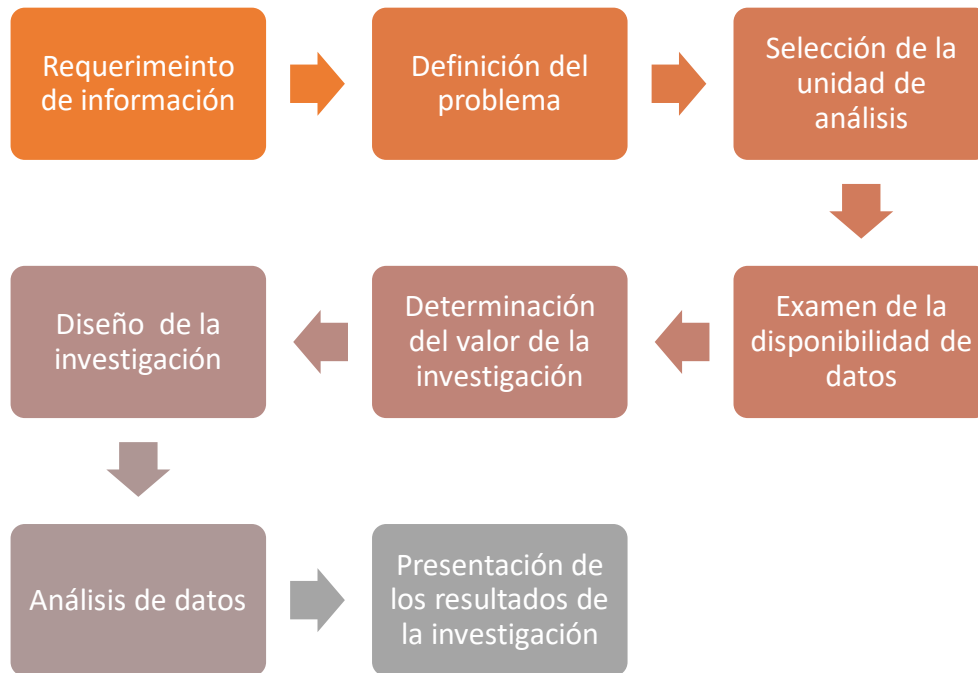 Requerimeinto
de información
Definición del
problema
Selección de la
unidad de
análisis
Examen de la
disponibilidad de
datos
Determinación
del valor de la
investigación
Diseño  de la
investigación
Análisis de datos
Presentación de
los resultados de
la investigación